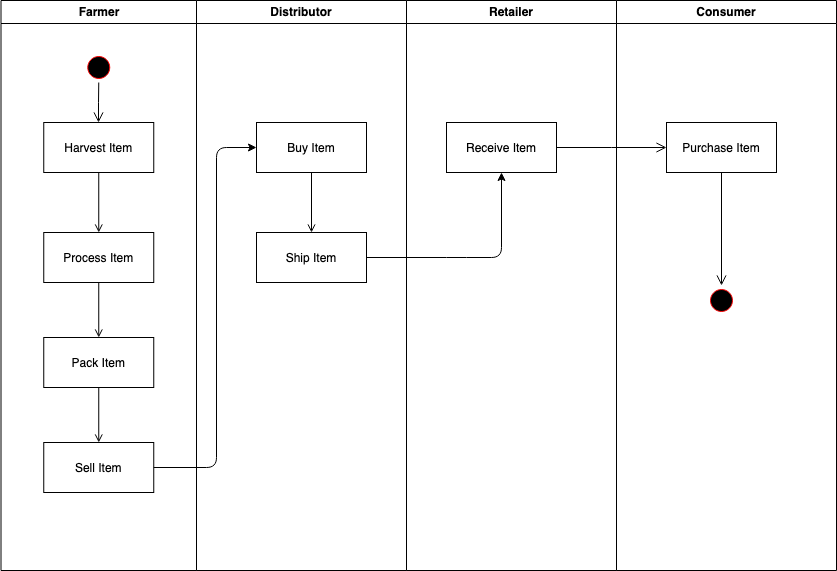 Farmer
Distributor
Retailer
Consumer
Harvest Item
Buy Item
Receive Item
Purchase Item
Process Item
Ship Item
Pack Item
Sell Item